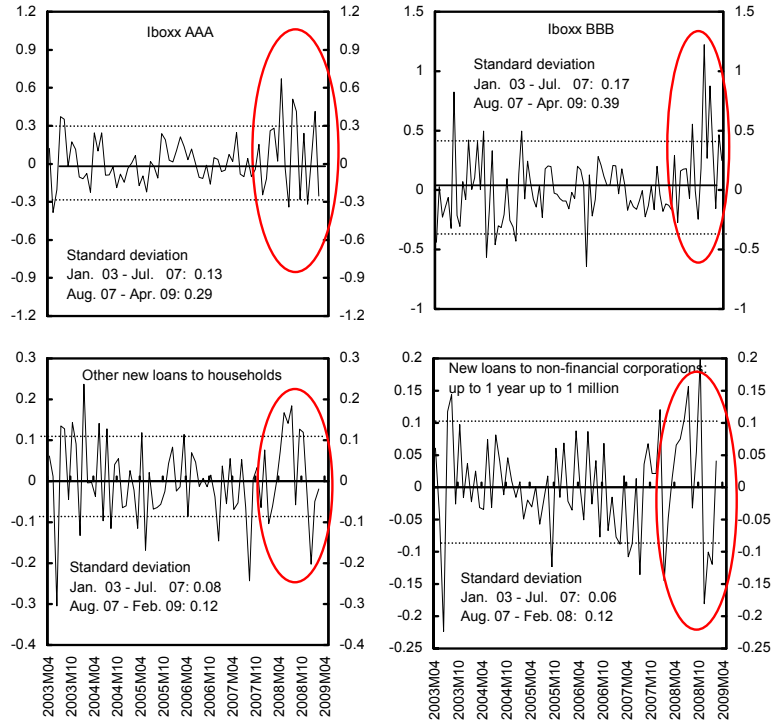 Iboxx AAA
1.2
0.9
0.6
0.3
0
-0.3
-0.6
-0.9
-1.2
1.2
0.9
0.6
0.3
0
-0.3
-0.6
-0.9
-1.2
Standard deviation
Jan. 03 - Jul. 07: 0.13
Aug. 07 - Apr. 09: 0.29
Iboxx BBB
1.5
1
0.5
0
-0.5
-1
1.5
1
0.5
0
-0.5
-1
Standard deviation
Jan. 03 - Jul. 07: 0.17
Aug. 07 - Apr. 09: 0.39
Other new loans to households
0.3
0.2
0.1
0
-0.1
-0.2
-0.3
-0.4
0.3
0.2
0.1
0
-0.1
-0.2
-0.3
-0.4
Standard deviation
Jan. 03 - Jul. 07: 0.08
Aug. 07 - Feb. 09: 0.12
2003M04
2003M10
2004M04
2004M10
2005M04
2005M10
2006M04
2006M10
2007M04
2007M10
2008M04
2008M10
2009M04
New loans to non-financial corporations:
up to 1 year up to 1 million
0.2
0.15
0.1
0.05
0
-0.05
-0.1
-0.15
-0.2
-0.25
0.2
0.15
0.1
0.05
0
-0.05
-0.1
-0.15
-0.2
-0.25
Standard deviation
Jan. 03 - Jul. 07: 0.06
Aug. 07 - Feb. 08: 0.12
2003M04
2003M10
2004M04
2004M10
2005M04
2005M10
2006M04
2006M10
2007M04
2007M10
2008M04
2008M10
2009M04